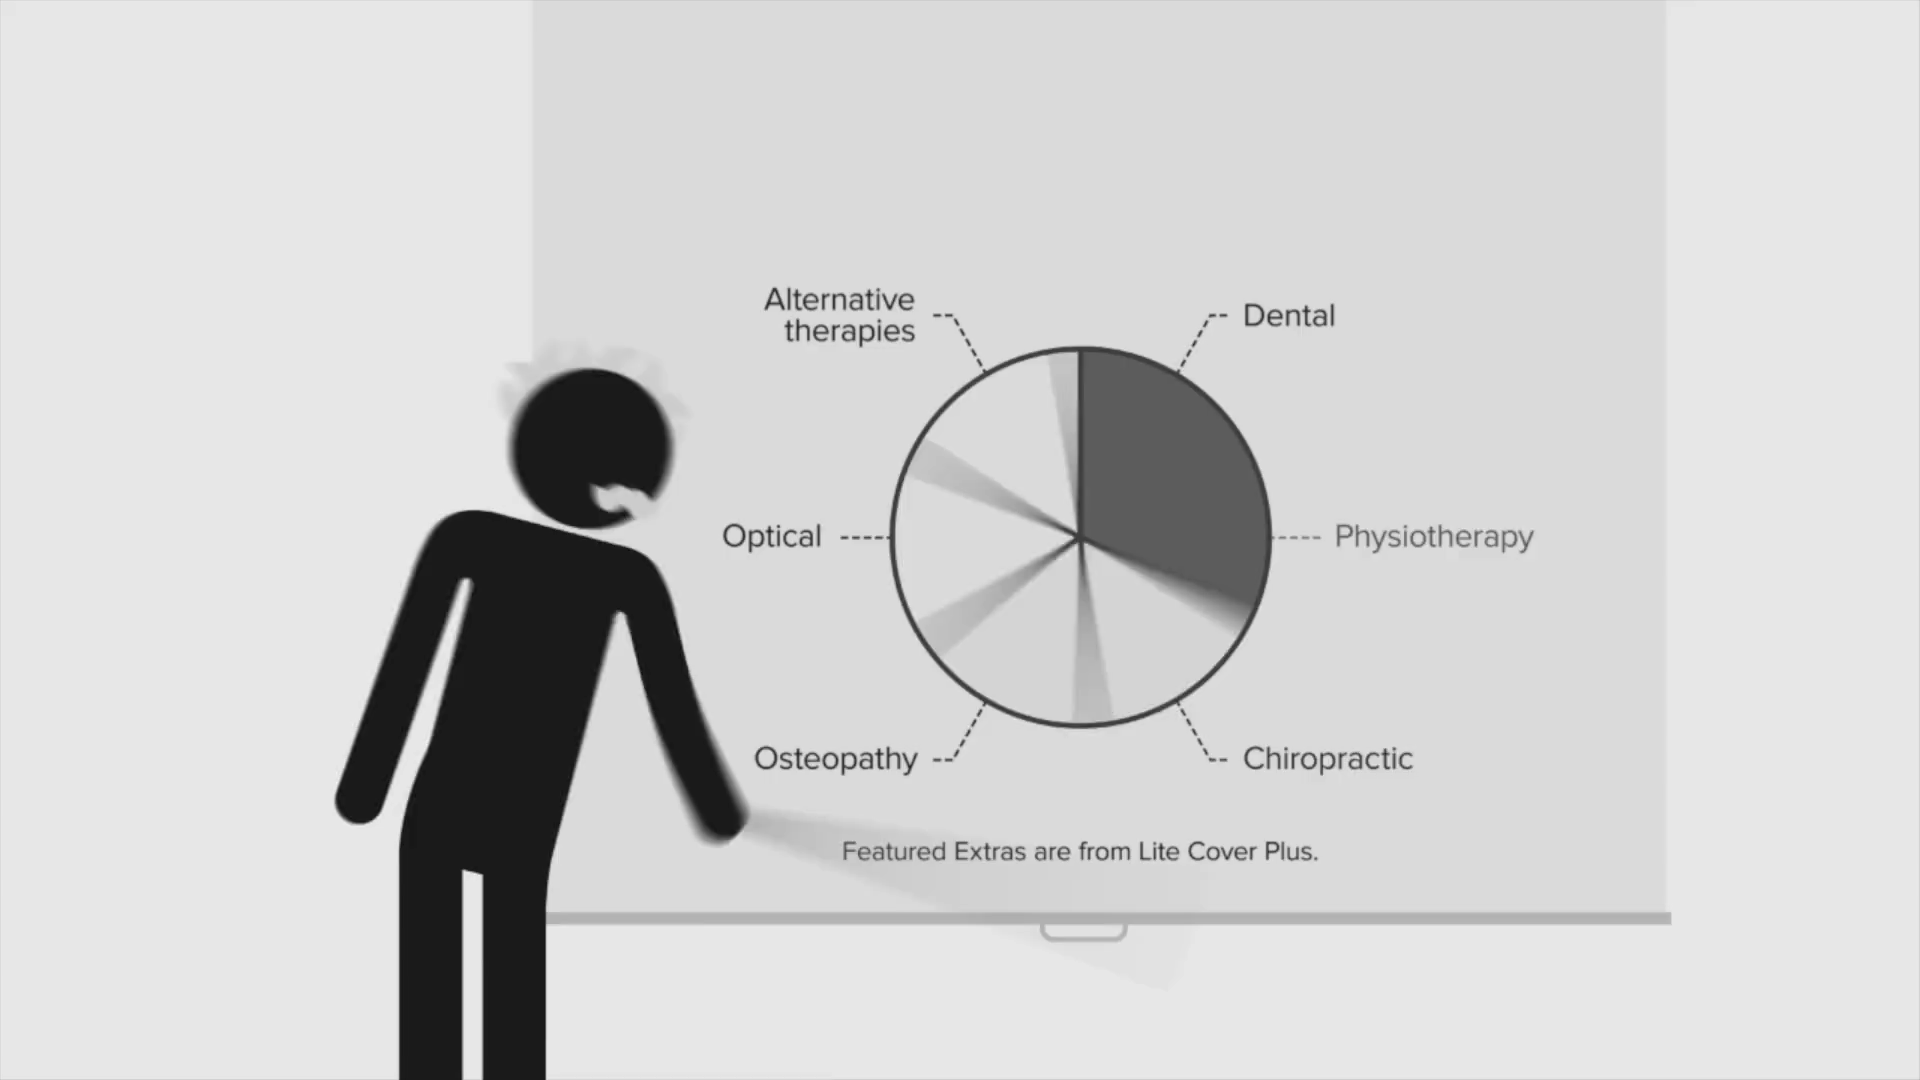 Alternative
therapies
Dental
Optical
Physiotherapy
Osteopathy
Chiropractic
Featured Extras are from Lite Cover Plus.